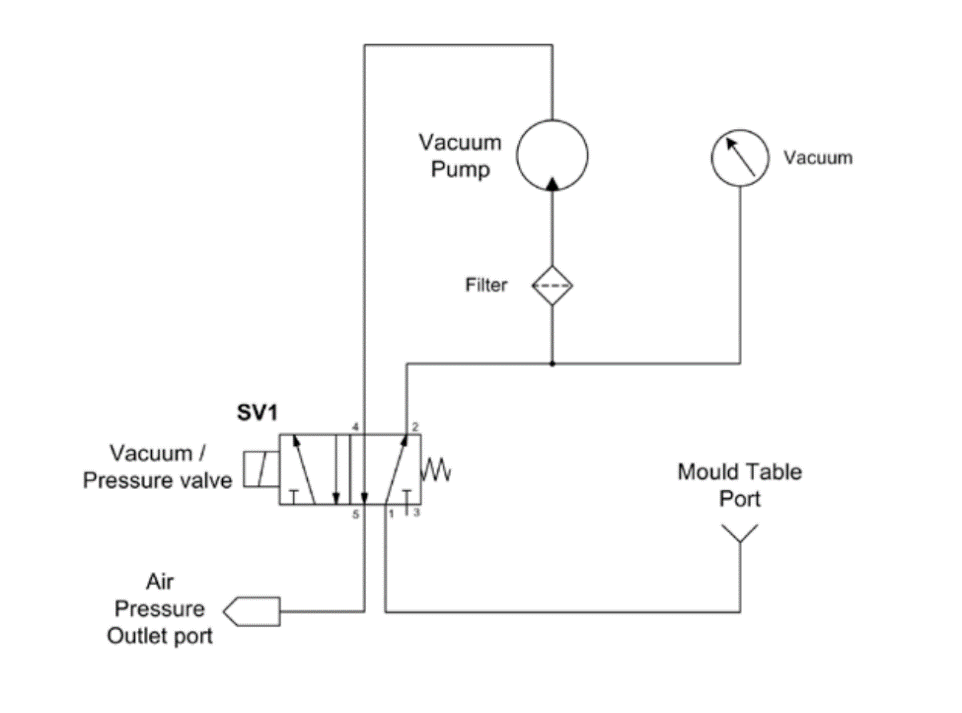 Vacuum
Pump
Vacuum
Filter
SV1
4
2
Vacuum /
Pressure valve
5
1
3
Mould Table
Port
Air
Pressure
Outlet port